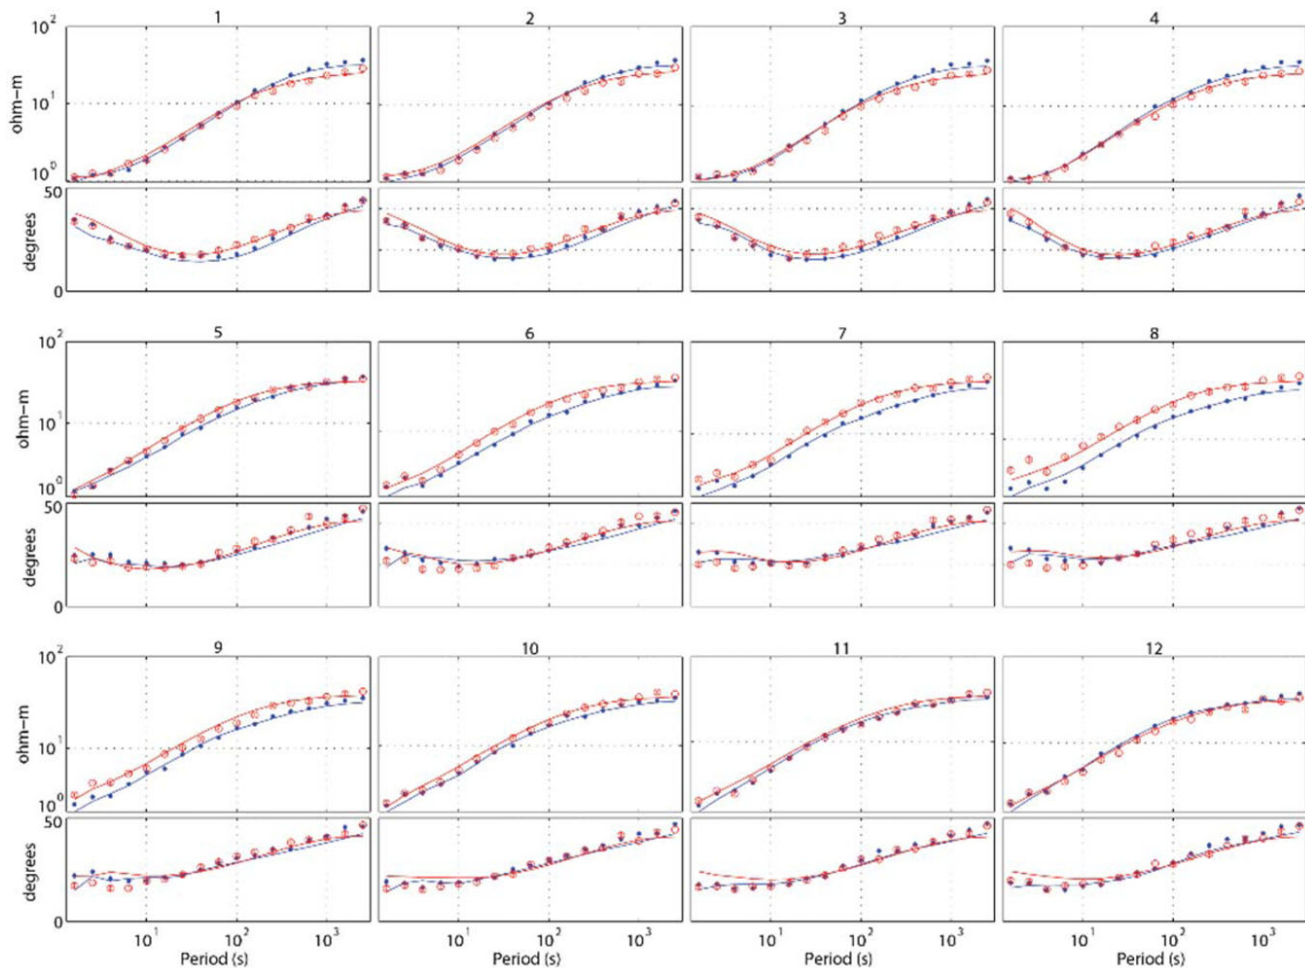 1 2 3 4
10² ohm–m 10¹ 10⁰
50 degrees 0
5 6 7 8
10² ohm–m 10¹ 10⁰
50 degrees 0
9 10 11 12
10² ohm–m 10¹ 10⁰
50 degrees 0
10¹ 10² 10³ 10¹ 10² 10³ 10¹ 10² 10³ 10¹ 10² 10³
Period (s) Period (s) Period (s) Period (s)